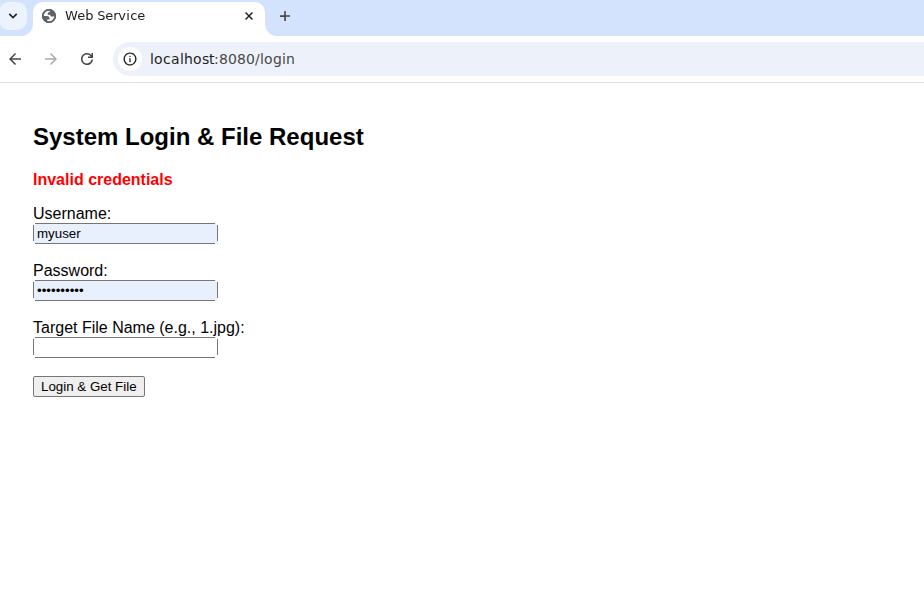 Web Service
localhost:8080/login
System Login & File Request
Invalid credentials
Username:
myuser
Password:
••••••••••
Target File Name (e.g., 1.jpg):
Login & Get File